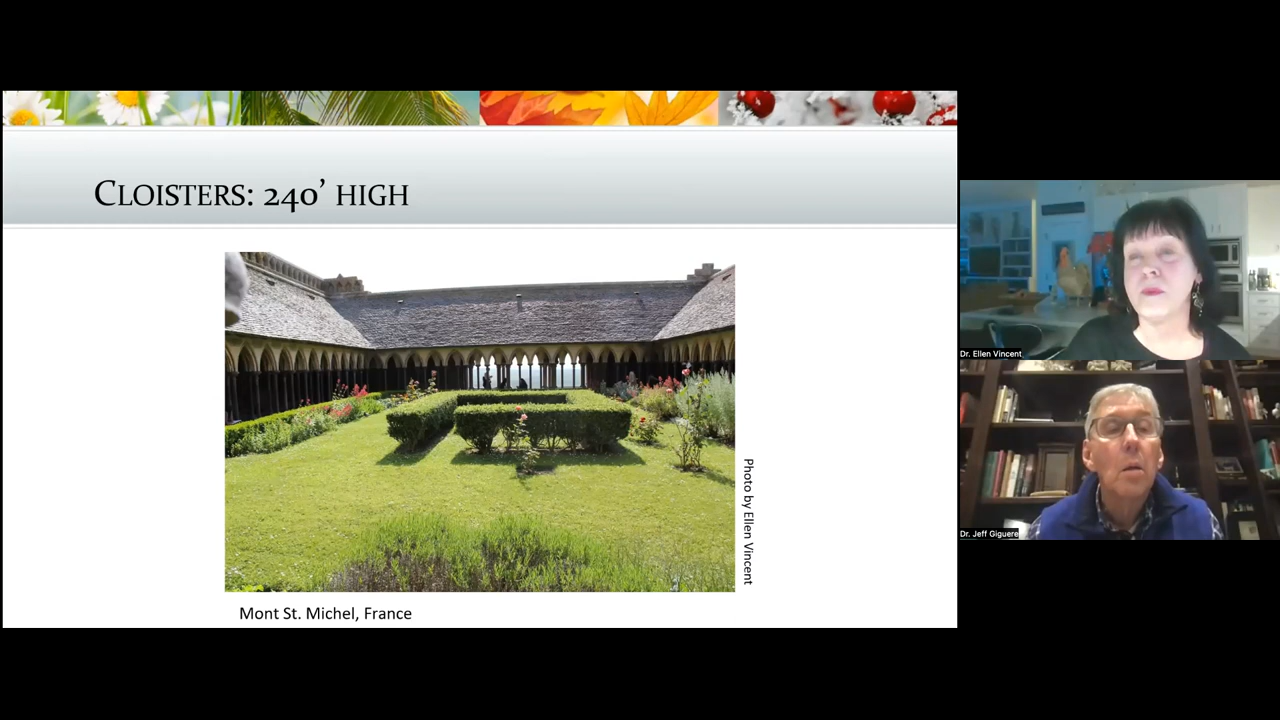 CLOISTERS: 240’ HIGH
Photo by Ellen Vincent
Mont St. Michel, France
Dr. Ellen Vincent
Dr. Jeff Giguere